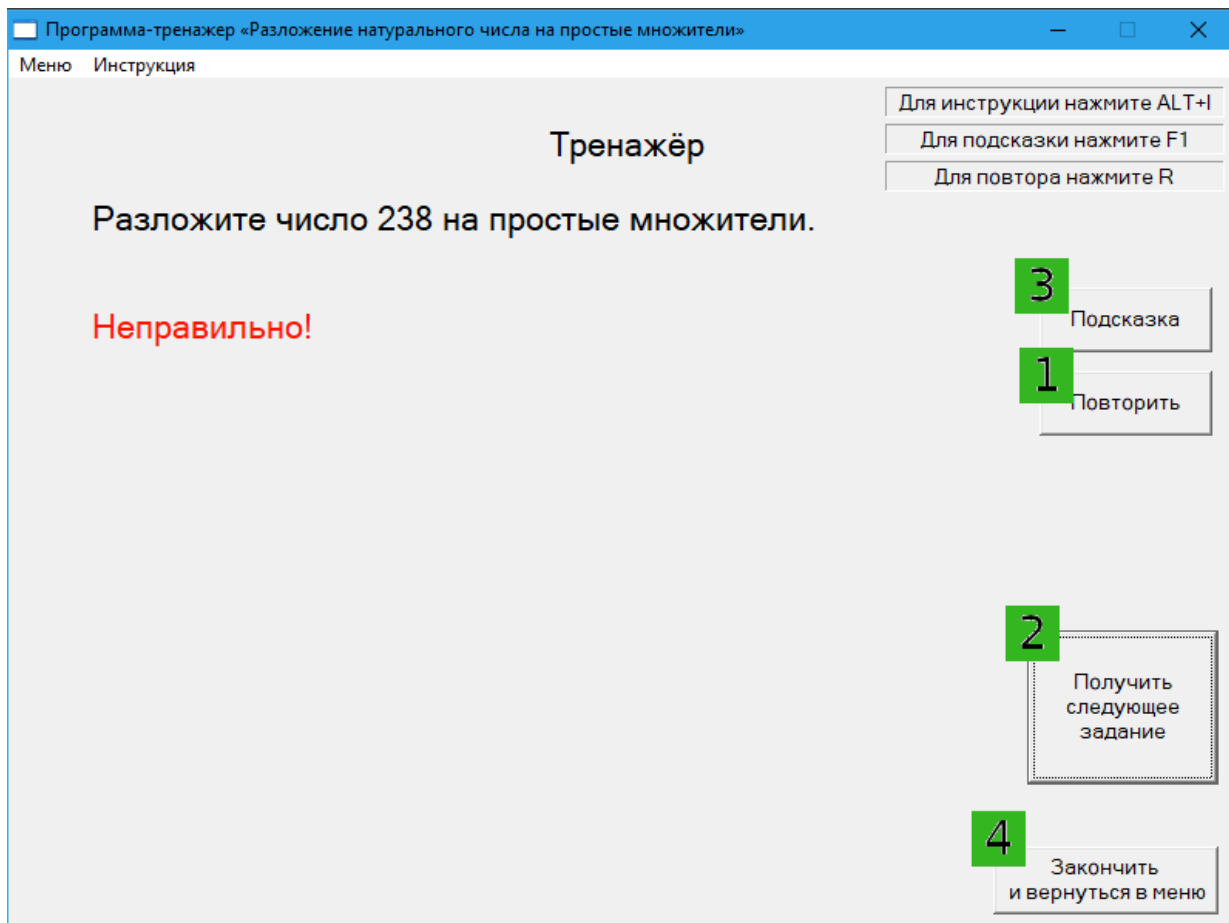 Программа-тренажер «Разложение натурального числа на простые множители»
Меню Инструкция
Для инструкции нажмите ALT+I
Для подсказки нажмите F1
Для повтора нажмите R
Тренажёр
Разложите число 238 на простые множители.
Неправильно!
3
Подсказка
1
Повторить
2
Получить
следующее
задание
4
Закончить
и вернуться в меню